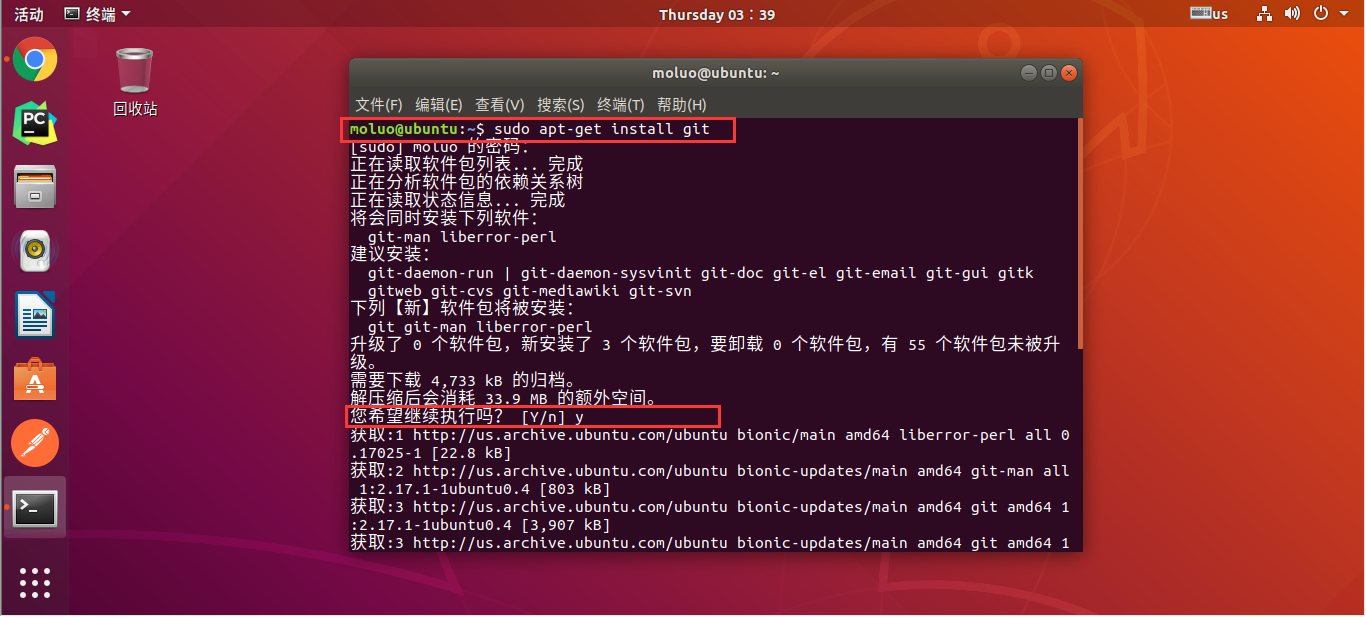 活动 终端 Thursday 03：39 us
回收站
PC
moluo@ubuntu: ~
文件(F) 编辑(E) 查看(V) 搜索(S) 终端(T) 帮助(H)
moluo@ubuntu:~$ sudo apt-get install git
[sudo] moluo 的密码：
正在读取软件包列表... 完成
正在分析软件包的依赖关系树
正在读取状态信息... 完成
将会同时安装下列软件：
git-man liberror-perl
建议安装：
git-daemon-run | git-daemon-sysvinit git-doc git-el git-email git-gui gitk
gitweb git-cvs git-mediawiki git-svn
下列【新】软件包将被安装：
git git-man liberror-perl
升级了 0 个软件包，新安装了 3 个软件包，要卸载 0 个软件包，有 55 个软件包未被升
级。
需要下载 4,733 kB 的归档。
解压缩后会消耗 33.9 MB 的额外空间。
您希望继续执行吗？ [Y/n] y
获取:1 http://us.archive.ubuntu.com/ubuntu bionic/main amd64 liberror-perl all 0
.17025-1 [22.8 kB]
获取:2 http://us.archive.ubuntu.com/ubuntu bionic-updates/main amd64 git-man all
1:2.17.1-1ubuntu0.4 [803 kB]
获取:3 http://us.archive.ubuntu.com/ubuntu bionic-updates/main amd64 git amd64 1
:2.17.1-1ubuntu0.4 [3,907 kB]
获取:3 http://us.archive.ubuntu.com/ubuntu bionic-updates/main amd64 git amd64 1